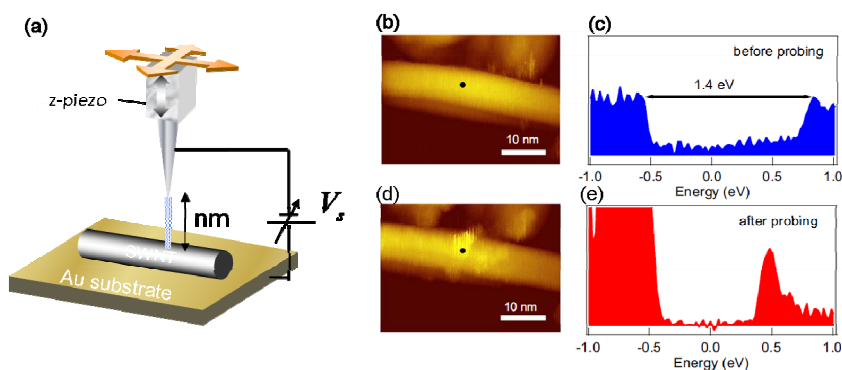 (a)
z-piezo
nm
Vs
SWNT
Au substrate
(b)
10 nm
(c)
before probing
1.4 eV
-1.0 -0.5 0.0 0.5 1.0
Energy (eV)
(d)
10 nm
(e)
after probing
-1.0 -0.5 0.0 0.5 1.0
Energy (eV)